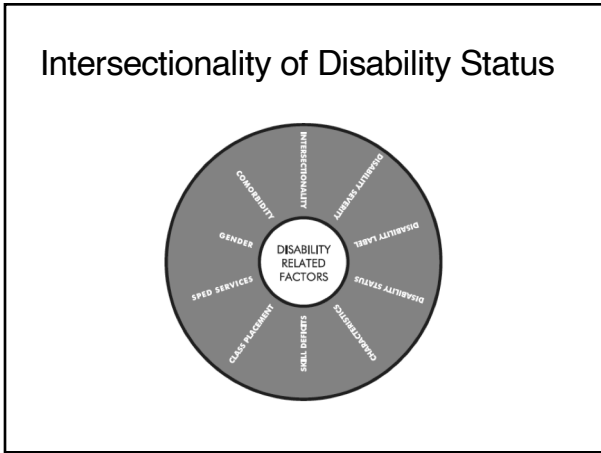 Intersectionality of Disability Status
INTERSECTIONALITY
DISABILITY SEVERITY
DISABILITY LABEL
DISABILITY STATUS
CHARACTERISTICS
SKILL DEFICITS
CLASS PLACEMENT
SPED SERVICES
GENDER
COMORBIDITY
DISABILITY
RELATED
FACTORS